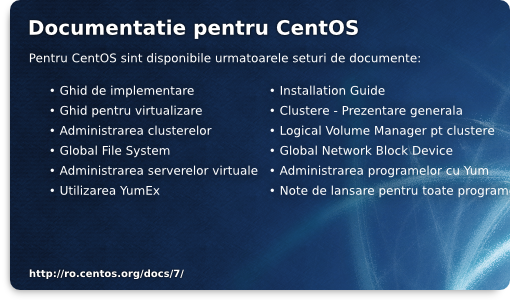 Documentatie pentru CentOS
Pentru CentOS sint disponibile urmatoarele seturi de documente:
• Ghid de implementare
• Ghid pentru virtualizare
• Administrarea clusterelor
• Global File System
• Administrarea serverelor virtuale
• Utilizarea YumEx
• Installation Guide
• Clustere - Prezentare generala
• Logical Volume Manager pt clustere
• Global Network Block Device
• Administrarea programelor cu Yum
• Note de lansare pentru toate program
http://ro.centos.org/docs/7/